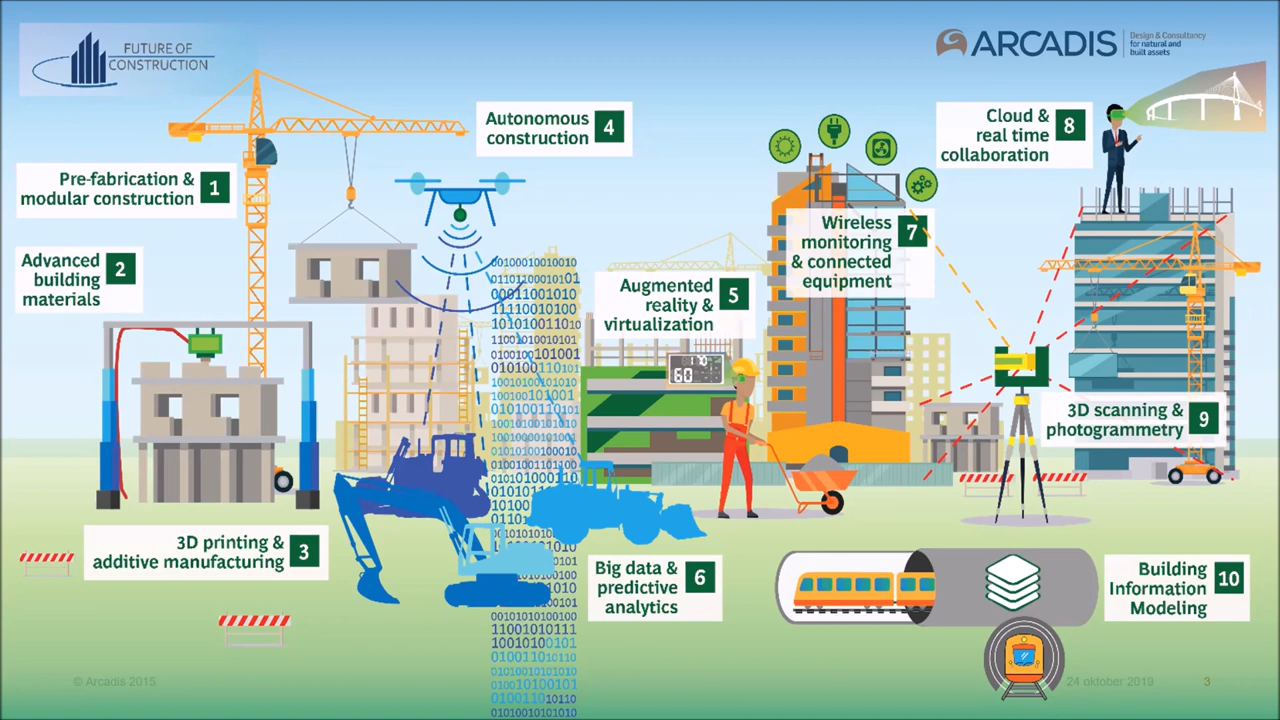 FUTURE OF
CONSTRUCTION
ARCADIS
Design & Consultancy
for natural and
built assets
Pre-fabrication &
modular construction
1
Advanced
building
materials
2
3D printing &
additive manufacturing
3
Autonomous
construction
4
Augmented
reality &
virtualization
5
60
Big data &
predictive
analytics
6
Wireless
monitoring
& connected
equipment
7
Cloud &
real time
collaboration
8
3D scanning &
photogrammetry
9
Building
Information
Modeling
10
© Arcadis 2015
24 oktober 2019
3